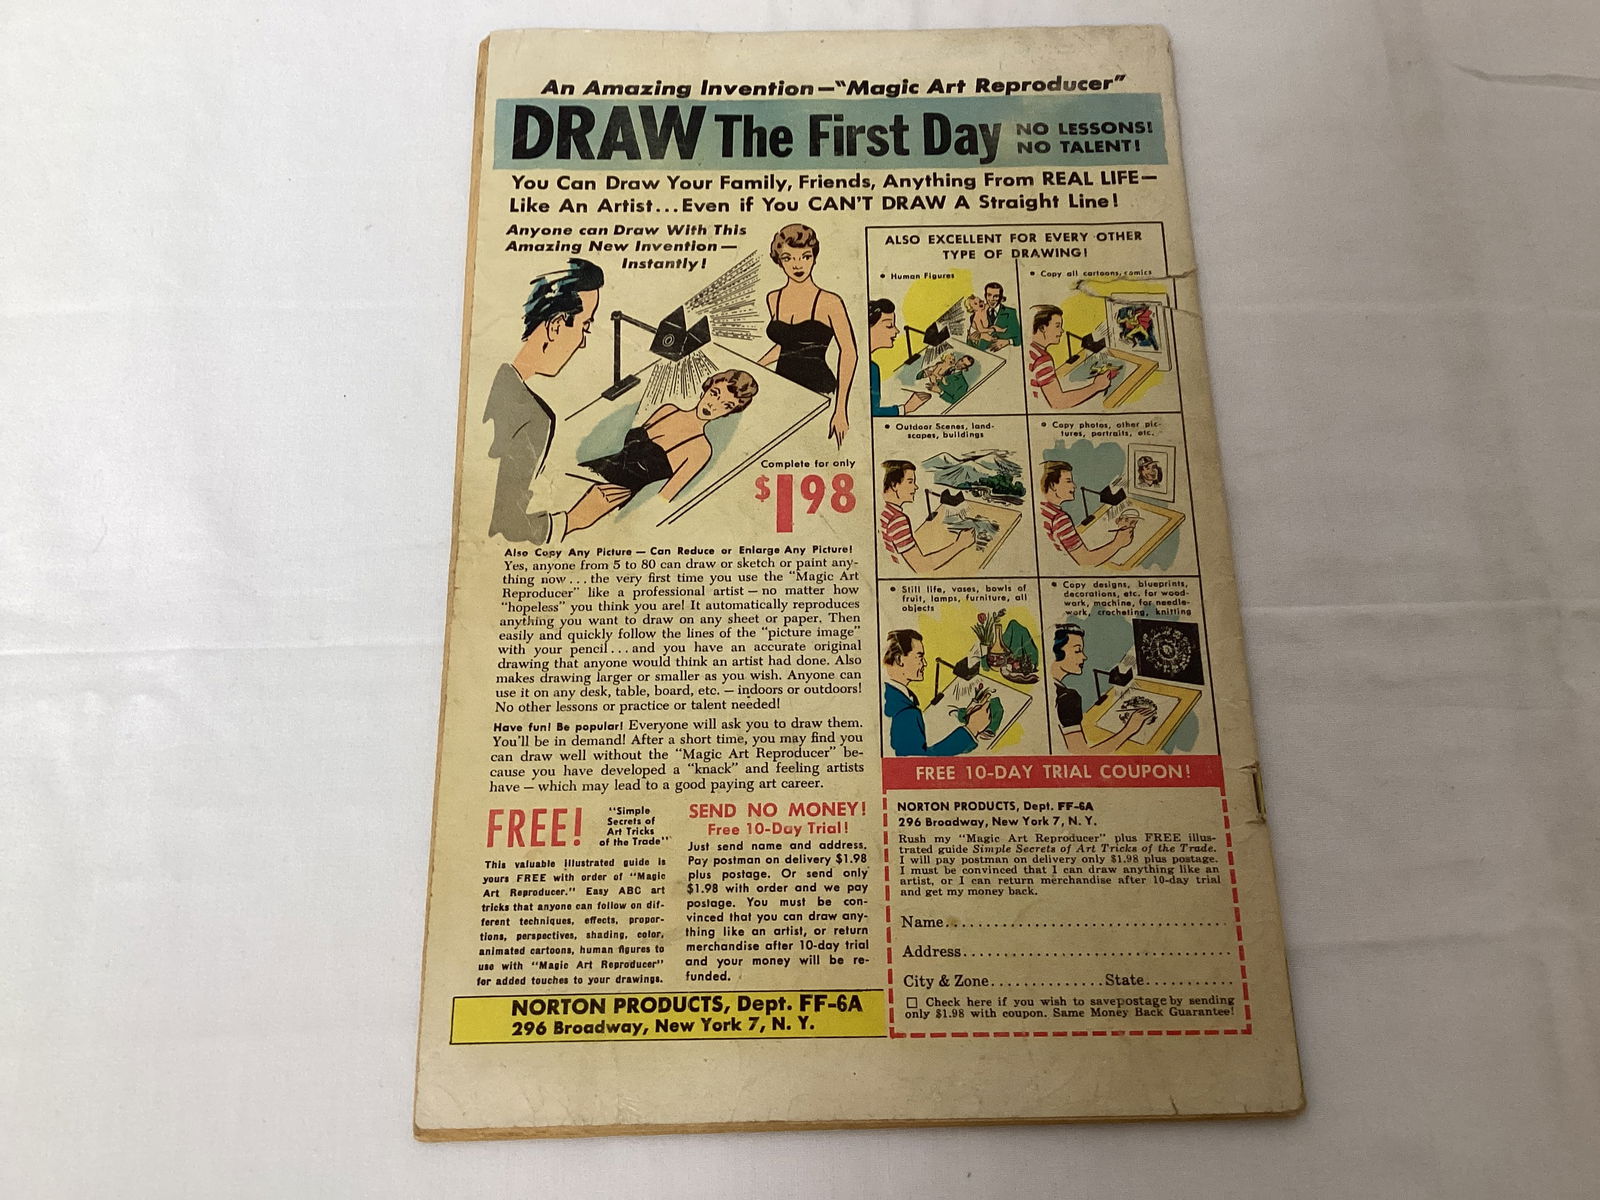 An Amazing Invention—"Magic Art Reproducer"
DRAW The First Day
NO LESSONS!
NO TALENT!
You Can Draw Your Family, Friends, Anything From REAL LIFE—
Like An Artist...Even if You CAN'T DRAW A Straight Line!
Anyone can Draw With This
Amazing New Invention—
Instantly!
Complete for only
$1.98
Also Copy Any Picture — Can Reduce or Enlarge Any Picture!
Yes, anyone from 5 to 80 can draw or sketch or paint any-
thing now . . . the very first time you use the "Magic Art
Reproducer" like a professional artist — no matter how
"hopeless" you think you are! It automatically reproduces
anything you want to draw on any sheet or paper. Then
easily and quickly follow the lines of the "picture image"
with your pencil . . . and you have an accurate original
drawing that anyone would think an artist had done. Also
makes drawing larger or smaller as you wish. Anyone can
use it on any desk, table, board, etc. — indoors or outdoors!
No other lessons or practice or talent needed!
Have fun! Be popular! Everyone will ask you to draw them.
You'll be in demand! After a short time, you may find you
can draw well without the "Magic Art Reproducer" be-
cause you have developed a "knack" and feeling artists
have — which may lead to a good paying art career.
FREE!
"Simple
Secrets of
Art Tricks
of the Trade"
This valuable illustrated guide is
yours FREE with order of "Magic
Art Reproducer." Easy ABC art
tricks that anyone can follow on dif-
ferent techniques, effects, propor-
tions, perspectives, shading, color,
animated cartoons, human figures to
use with "Magic Art Reproducer"
for added touches to your drawings.
SEND NO MONEY!
Free 10-Day Trial!
Just send name and address.
Pay postman on delivery $1.98
plus postage. Or send only
$1.98 with order and we pay
postage. You must be con-
vinced that you can draw any-
thing like an artist, or return
merchandise after 10-day trial
and your money will be re-
funded.
NORTON PRODUCTS, Dept. FF-6A
296 Broadway, New York 7, N. Y.
ALSO EXCELLENT FOR EVERY OTHER
TYPE OF DRAWING!
• Human Figures
• Copy all cartoons, comics
• Outdoor Scenes, land-
scapes, buildings
• Copy photos, other pic-
tures, portraits, etc.
• Still life, vases, bowls of
fruit, lamps, furniture, all
objects
• Copy designs, blueprints,
decorations, etc. for wood-
work, machine, for needle-
work, crocheting, knitting
FREE 10-DAY TRIAL COUPON!
NORTON PRODUCTS, Dept. FF-6A
296 Broadway, New York 7, N. Y.
Rush my "Magic Art Reproducer" plus FREE illus-
trated guide Simple Secrets of Art Tricks of the Trade.
I will pay postman on delivery only $1.98 plus postage.
I must be convinced that I can draw anything like an
artist, or I can return merchandise after 10-day trial
and get my money back.
Name
Address
City & Zone State
☐ Check here if you wish to save postage by sending
only $1.98 with coupon. Same Money Back Guarantee!